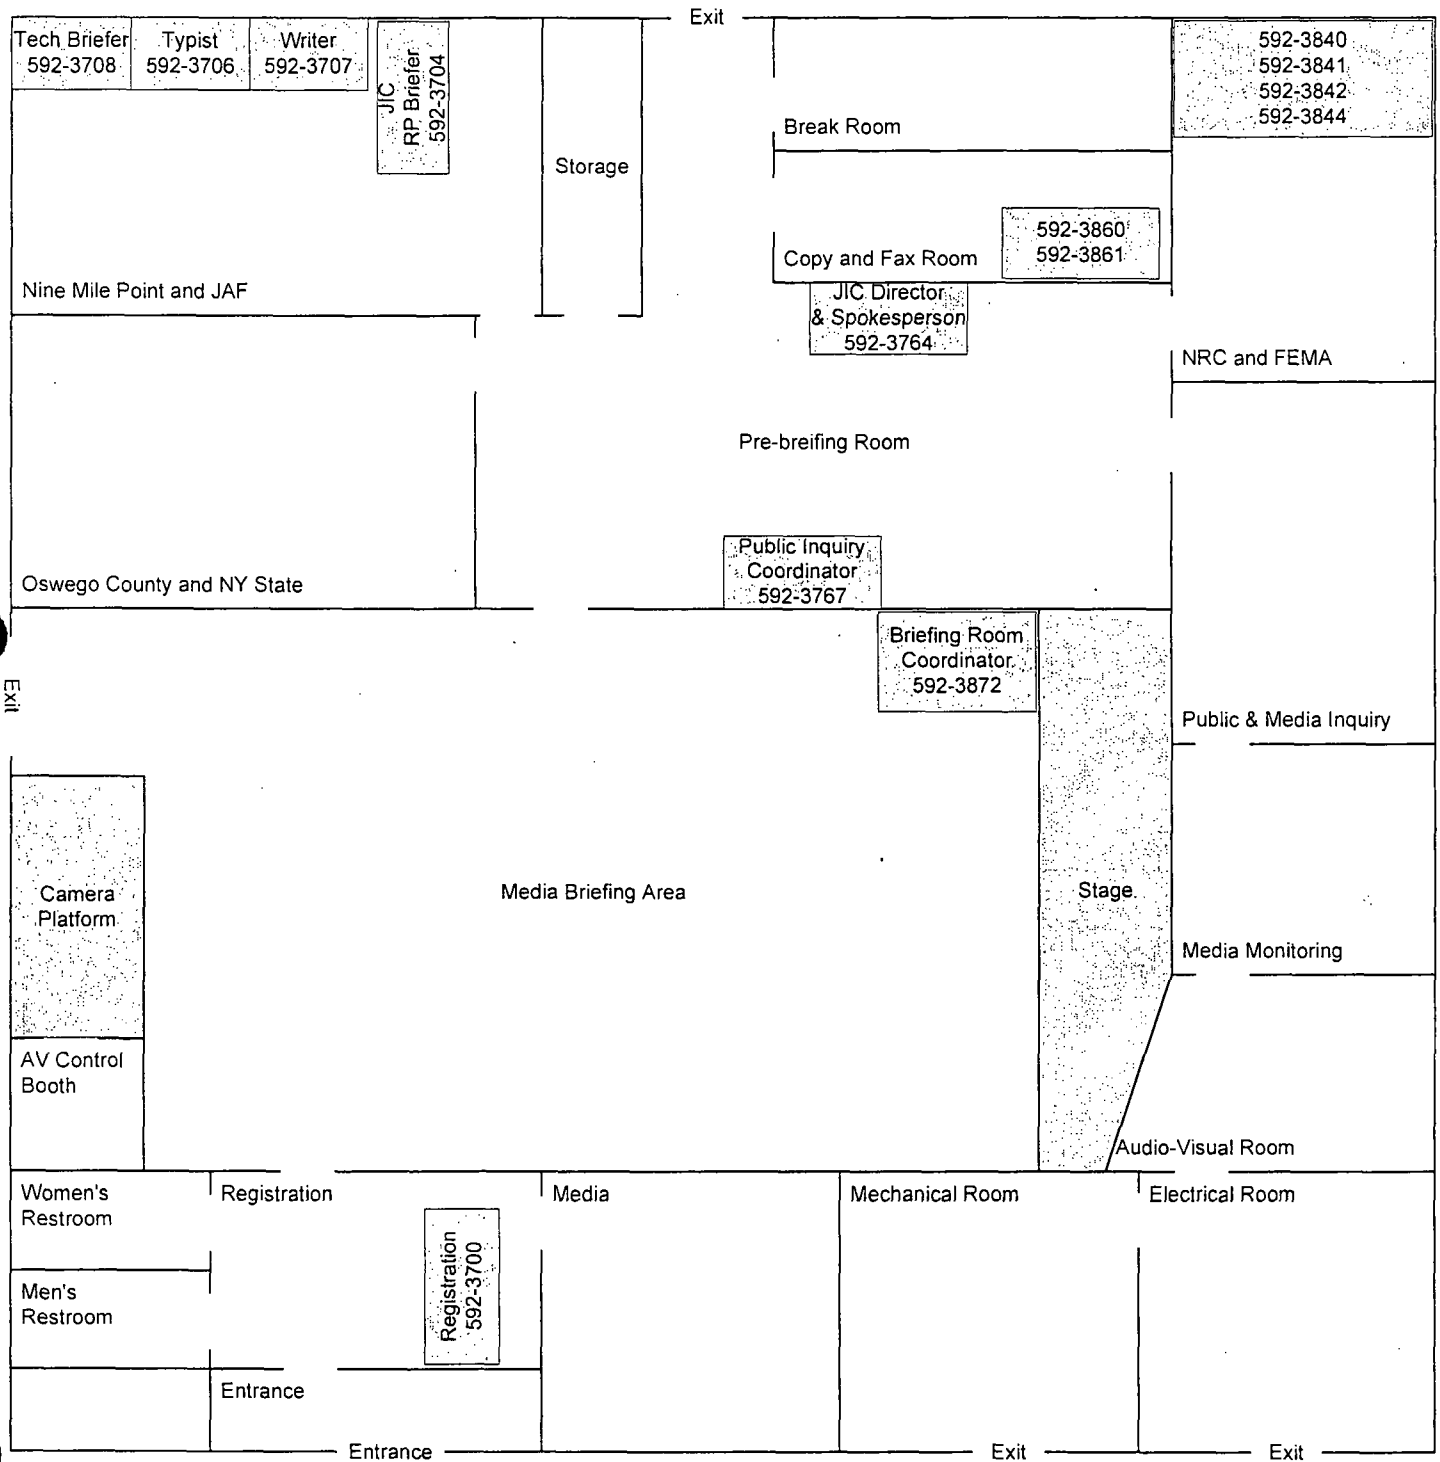 Exit
Tech Briefer
592-3708
Typist
592-3706
Writer
592-3707
JIC
RP Briefer
592-3704
Storage
Break Room
592-3840
592-3841
592-3842
592-3844
Copy and Fax Room
592-3860
592-3861
Nine Mile Point and JAF
JIC Director
& Spokesperson
592-3764
NRC and FEMA
Pre-breifing Room
Oswego County and NY State
Public Inquiry
Coordinator
592-3767
Briefing Room
Coordinator
592-3872
Exit
Public & Media Inquiry
Camera
Platform
Media Briefing Area
Stage
Media Monitoring
AV Control
Booth
Audio-Visual Room
Women's
Restroom
Registration
Media
Mechanical Room
Electrical Room
Registration
592-3700
Men's
Restroom
Entrance
Entrance
Exit
Exit